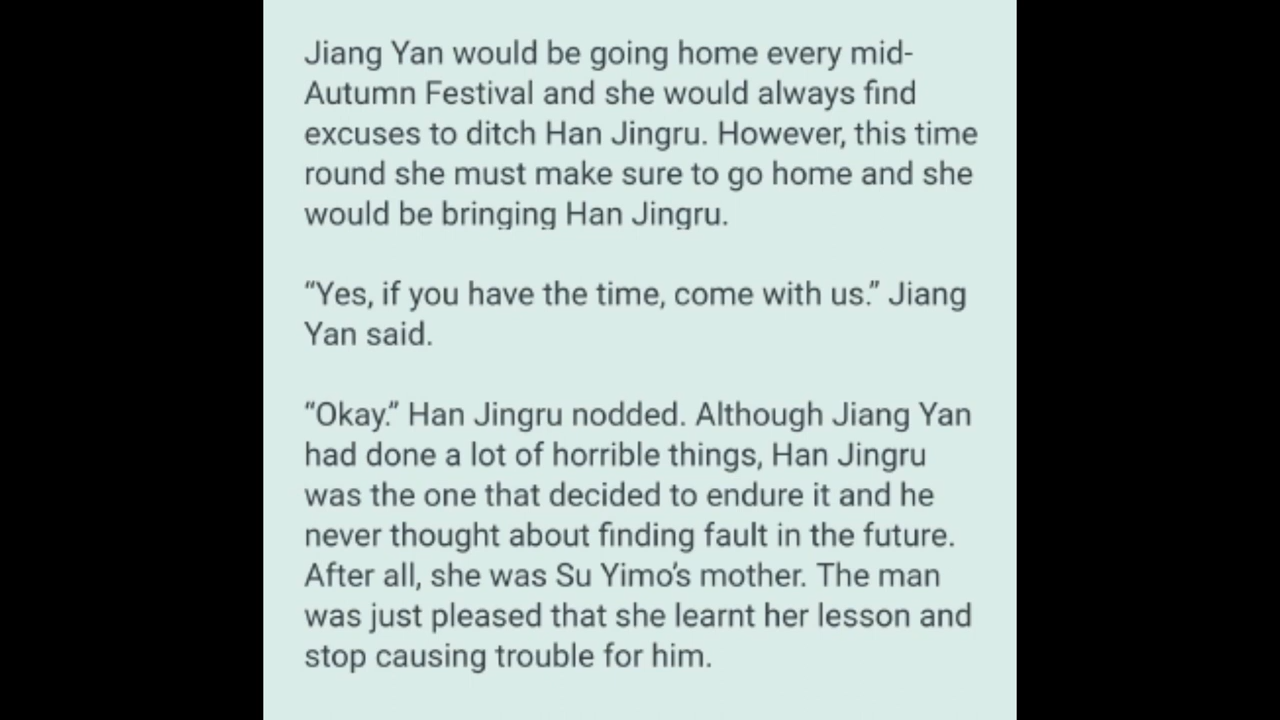 Jiang Yan would be going home every mid-
Autumn Festival and she would always find
excuses to ditch Han Jingru. However, this time
round she must make sure to go home and she
would be bringing Han Jingru.
“Yes, if you have the time, come with us.” Jiang
Yan said.
“Okay.” Han Jingru nodded. Although Jiang Yan
had done a lot of horrible things, Han Jingru
was the one that decided to endure it and he
never thought about finding fault in the future.
After all, she was Su Yimo’s mother. The man
was just pleased that she learnt her lesson and
stop causing trouble for him.